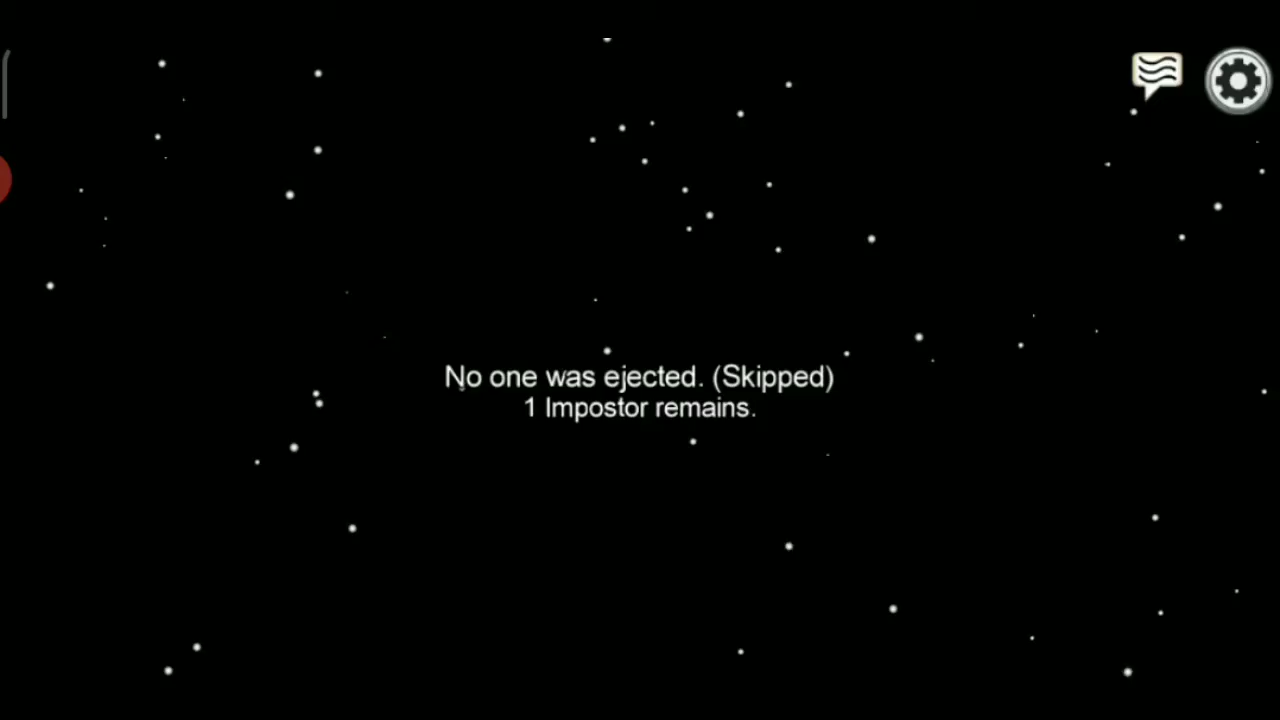 No one was ejected. (Skipped)
1 Impostor remains.